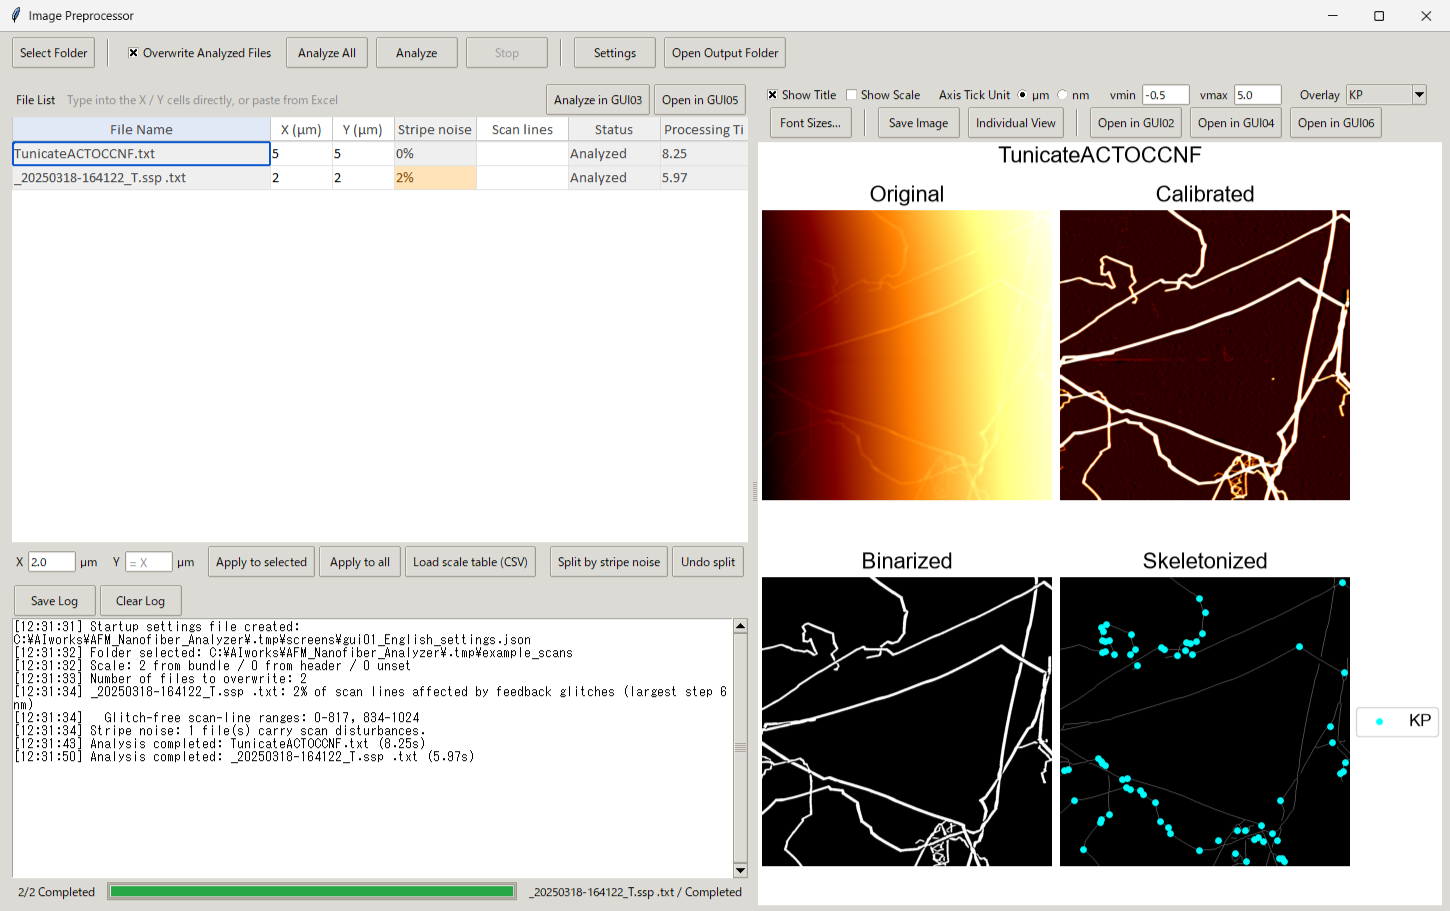 Image Preprocessor
Select Folder
Overwrite Analyzed Files
Analyze All
Analyze
Stop
Settings
Open Output Folder
File List
Type into the X / Y cells directly, or paste from Excel
Analyze in GUI03
Open in GUI05
File Name X (μm) Y (μm) Stripe noise Scan lines Status Processing Ti
TunicateACTOCCNF.txt 5 5 0% Analyzed 8.25
_20250318-164122_T.ssp .txt 2 2 2% Analyzed 5.97
X 2.0 μm Y = X μm
Apply to selected
Apply to all
Load scale table (CSV)
Split by stripe noise
Undo split
Save Log
Clear Log
[12:31:31] Startup settings file created:
C:¥AIworks¥AFM_Nanofiber_Analyzer¥.tmp¥screens¥gui01_English_settings.json
[12:31:32] Folder selected: C:¥AIworks¥AFM_Nanofiber_Analyzer¥.tmp¥example_scans
[12:31:32] Scale: 2 from bundle / 0 from header / 0 unset
[12:31:33] Number of files to overwrite: 2
[12:31:34] _20250318-164122_T.ssp .txt: 2% of scan lines affected by feedback glitches (largest step 6
nm)
[12:31:34]   Glitch-free scan-line ranges: 0-817, 834-1024
[12:31:34] Stripe noise: 1 file(s) carry scan disturbances.
[12:31:43] Analysis completed: TunicateACTOCCNF.txt (8.25s)
[12:31:50] Analysis completed: _20250318-164122_T.ssp .txt (5.97s)
2/2 Completed
_20250318-164122_T.ssp .txt / Completed
Show Title
Show Scale
Axis Tick Unit μm nm
vmin -0.5
vmax 5.0
Overlay KP
Font Sizes...
Save Image
Individual View
Open in GUI02
Open in GUI04
Open in GUI06
TunicateACTOCCNF
Original
Calibrated
Binarized
Skeletonized
KP